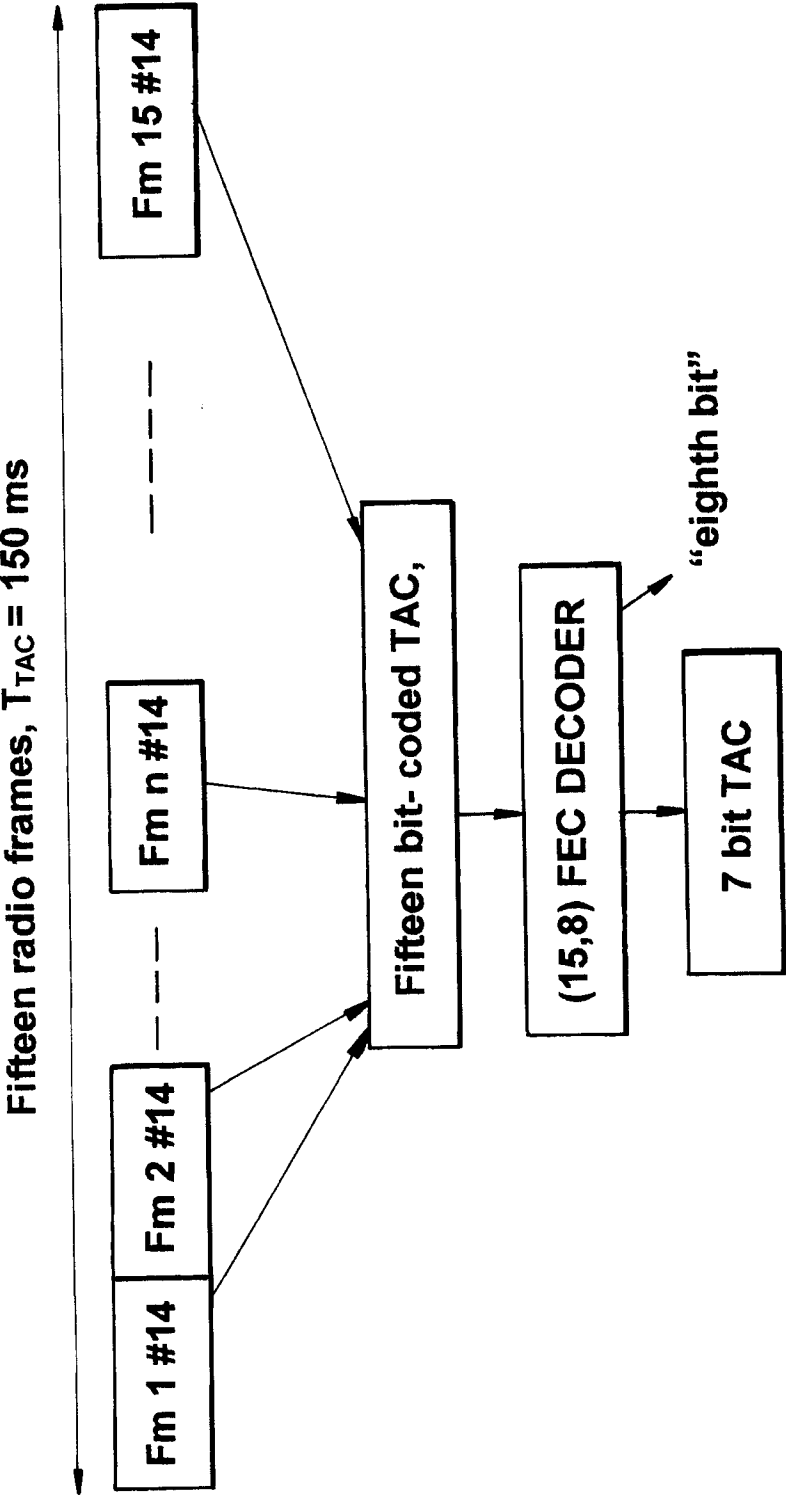 Fifteen radio frames, T_TAC = 150 ms
Fm 1 #14
Fm 2 #14
Fm n #14
Fm 15 #14
Fifteen bit- coded TAC,
(15,8) FEC DECODER
“eighth bit”
7 bit TAC